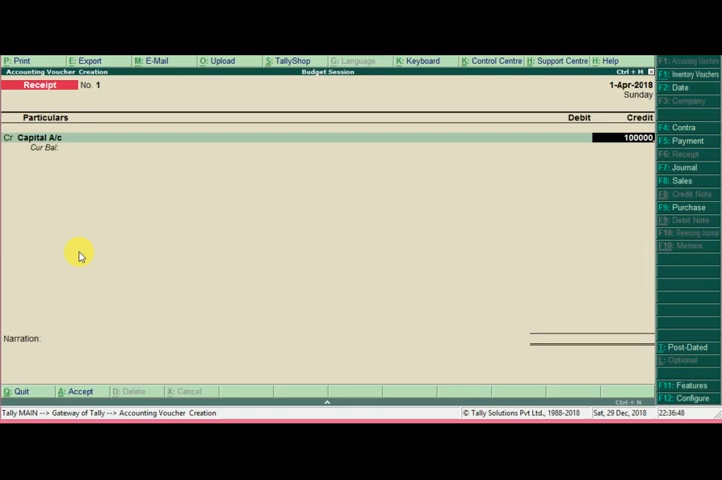 P: Print E: Export M: E-Mail O: Upload S: TallyShop G: Language K: Keyboard K: Control Centre H: Support Centre H: Help
F1: Accounting Vouchers
Accounting Voucher Creation Budget Session Ctrl + M
F1: Inventory Vouchers
Receipt No. 1 1-Apr-2018
F2: Date
Sunday
F3: Company
Particulars Debit Credit
F4: Contra
Cr Capital A/c 100000
F5: Payment
Cur Bal:
F6: Receipt
F7: Journal
F8: Sales
F8: Credit Note
F9: Purchase
F9: Debit Note
F10: Reversing Journal
F10: Memos
Narration:
T: Post-Dated
L: Optional
F11: Features
Q: Quit A: Accept D: Delete X: Cancel
F12: Configure
Ctrl + N
Tally MAIN --> Gateway of Tally --> Accounting Voucher Creation © Tally Solutions Pvt Ltd., 1988-2018 Sat, 29 Dec, 2018 22:36:48